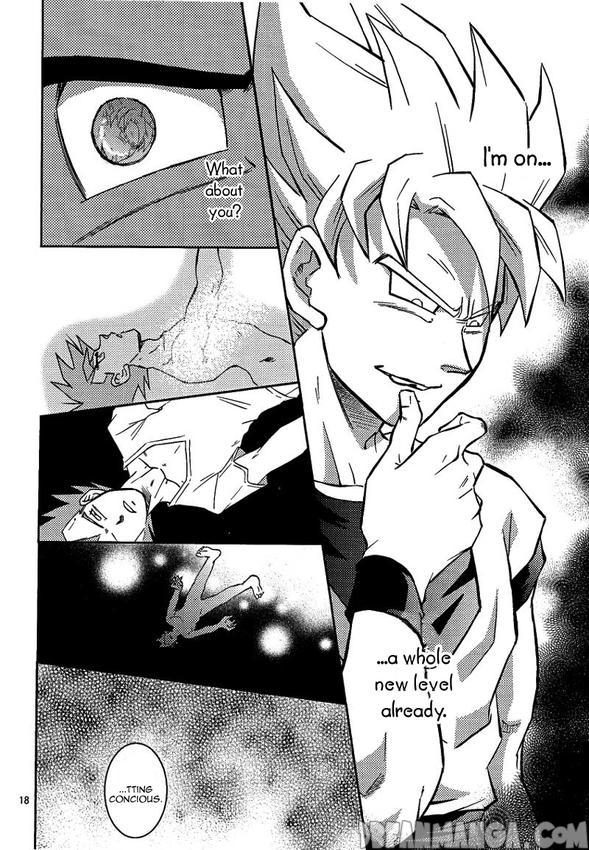 I'm on...
...a whole
new level
already.
What
about
you?
...TTING
CONCIOUS.
18
DREAMMANGA.COM